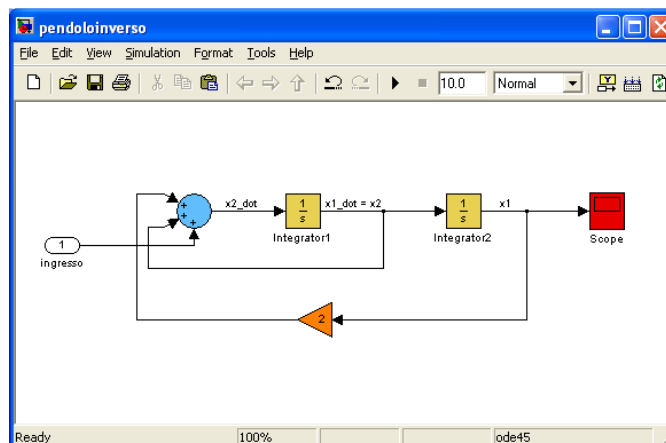 pendoloinverso
File Edit View Simulation Format Tools Help
10.0 Normal
x2_dot
1
s
x1_dot = x2
1
s
x1
+
+
+
1
ingresso
Integrator1
Integrator2
Scope
2
Ready 100% ode45